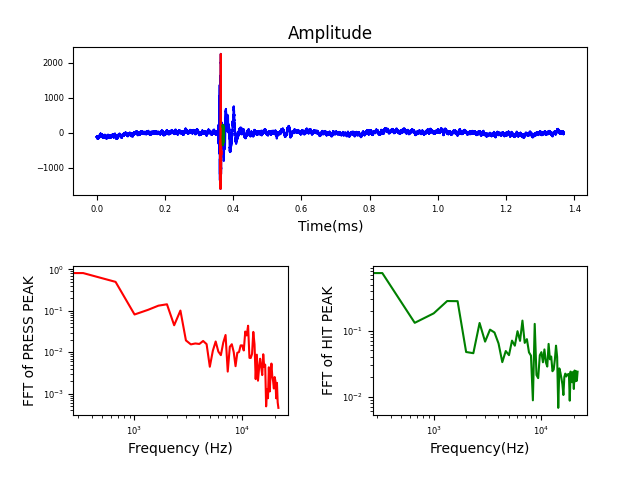 Amplitude
2000
1000
0
−1000
0.0 0.2 0.4 0.6 0.8 1.0 1.2 1.4
Time(ms)
FFT of PRESS PEAK
10⁰
10⁻¹
10⁻²
10⁻³
10³ 10⁴
Frequency (Hz)
FFT of HIT PEAK
10⁻¹
10⁻²
10³ 10⁴
Frequency(Hz)